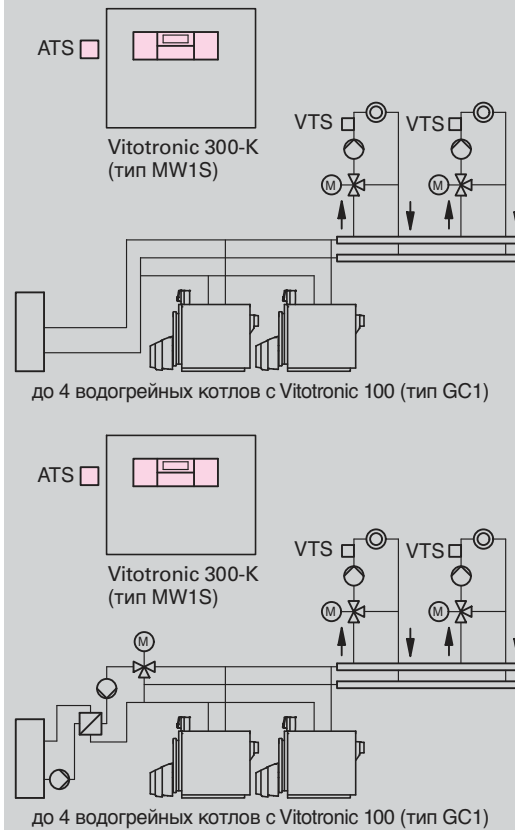 ATS
Vitotronic 300-K
(тип MW1S)
VTS VTS
M M
до 4 водогрейных котлов с Vitotronic 100 (тип GC1)
ATS
Vitotronic 300-K
(тип MW1S)
VTS VTS
M M
M
до 4 водогрейных котлов с Vitotronic 100 (тип GC1)